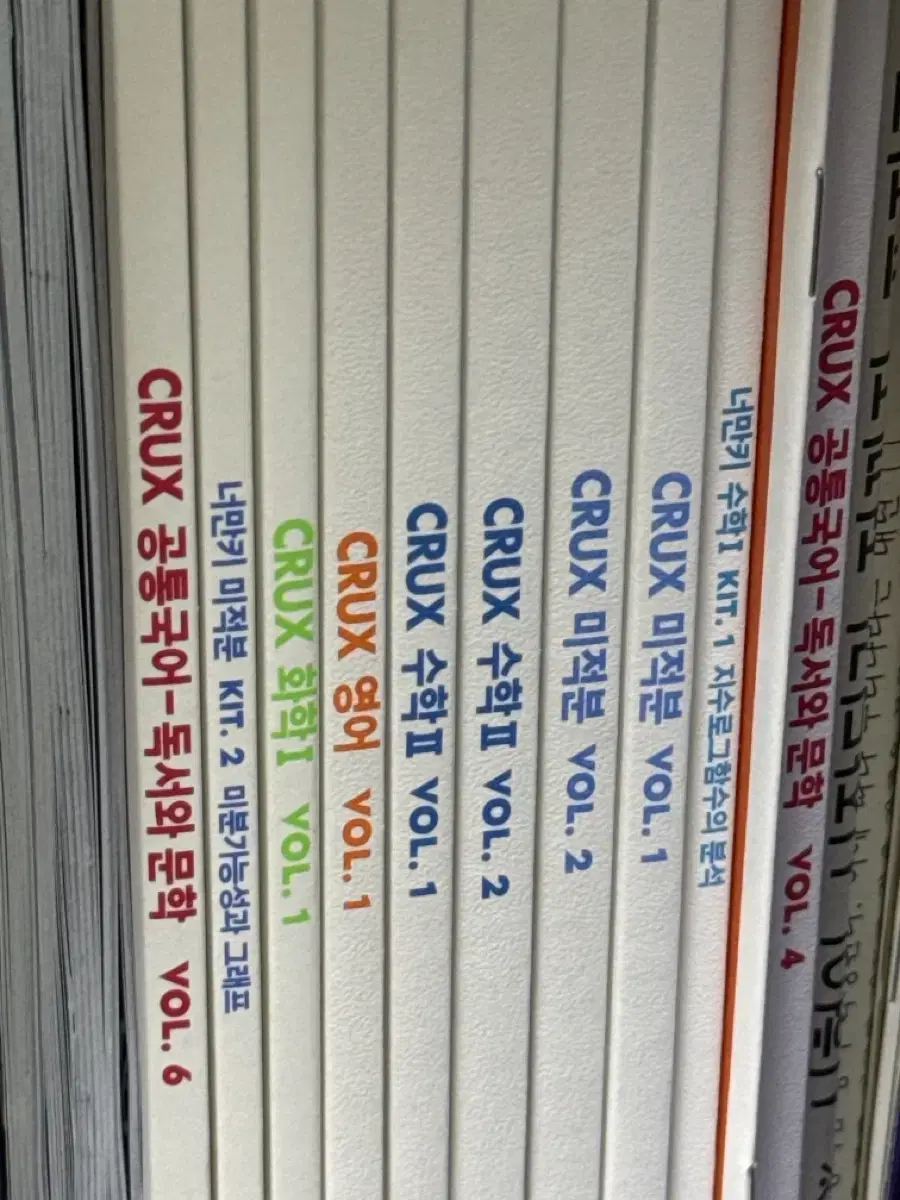 CRUX 공통국어-독서와 문학 VOL. 6
너만키 미적분 KIT. 2 미분가능성과 그래프
CRUX 화학I VOL. 1
CRUX 영어 VOL. 1
CRUX 수학II VOL. 1
CRUX 수학II VOL. 2
CRUX 미적분 VOL. 2
CRUX 미적분 VOL. 1
너만키 수학I KIT. 1 지수로그함수의 분석
CRUX 공통국어-독서와 문학 VOL. 4